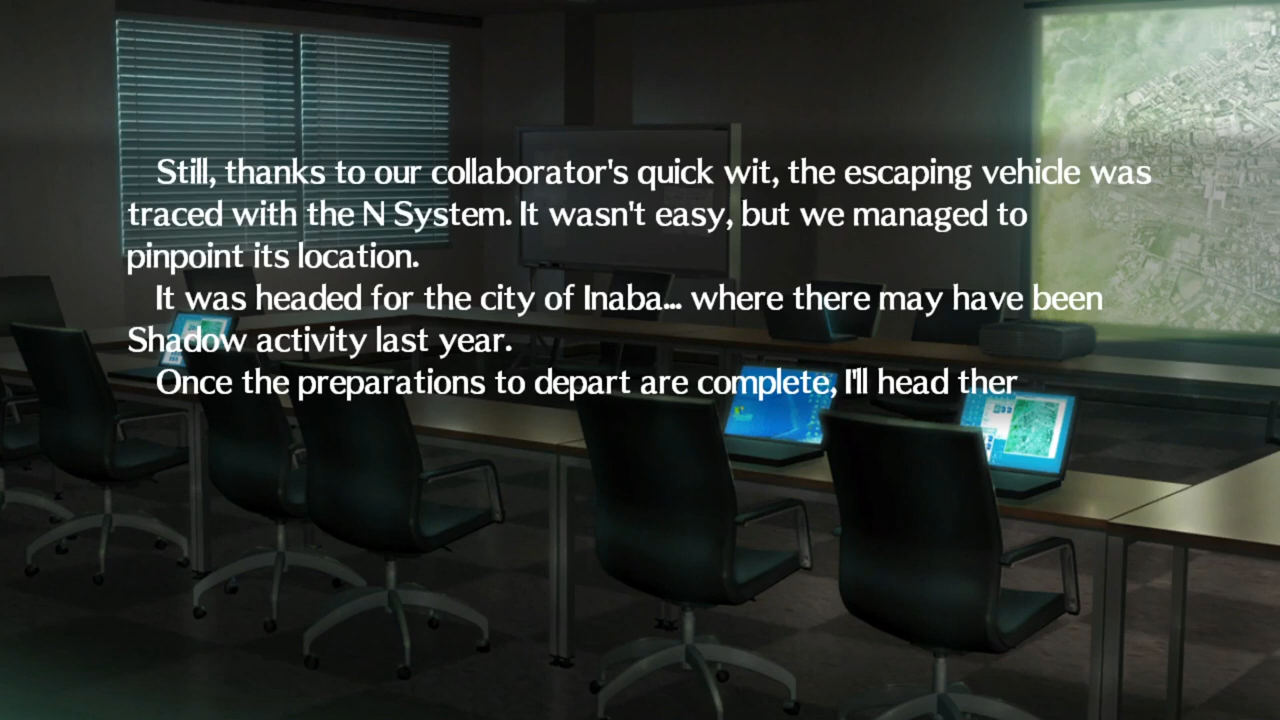 Still, thanks to our collaborator's quick wit, the escaping vehicle was
traced with the N System. It wasn't easy, but we managed to
pinpoint its location.
It was headed for the city of Inaba... where there may have been
Shadow activity last year.
Once the preparations to depart are complete, I'll head ther